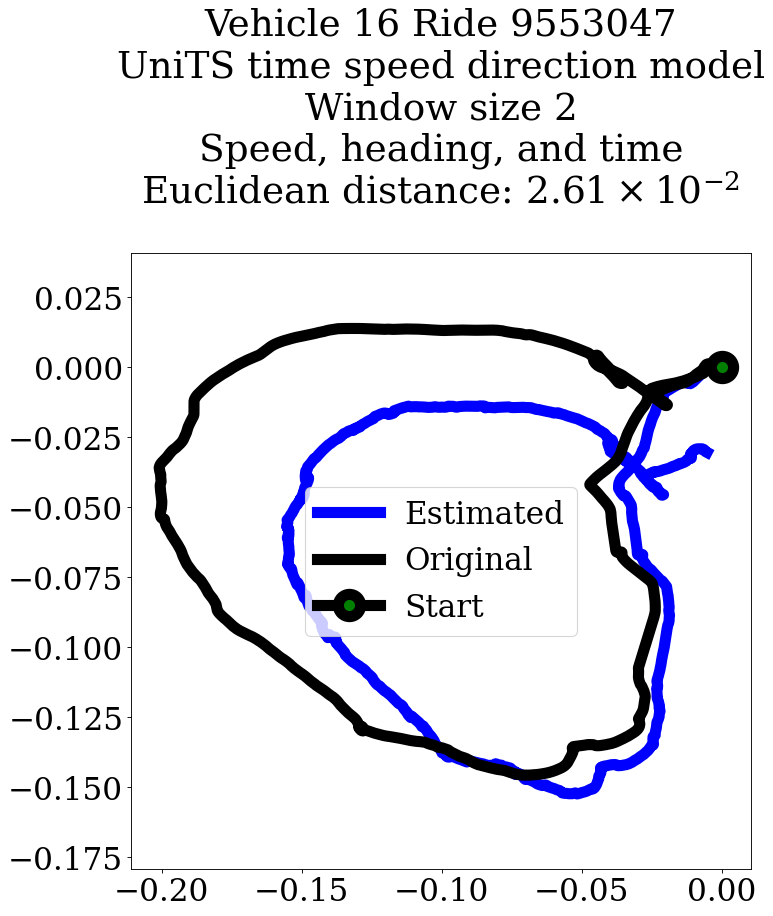 Vehicle 16 Ride 9553047
UniTS time speed direction model
Window size 2
Speed, heading, and time
Euclidean distance: 2.61 × 10⁻²
0.025
0.000
−0.025
−0.050
−0.075
−0.100
−0.125
−0.150
−0.175
Estimated
Original
Start
−0.20 −0.15 −0.10 −0.05 0.00